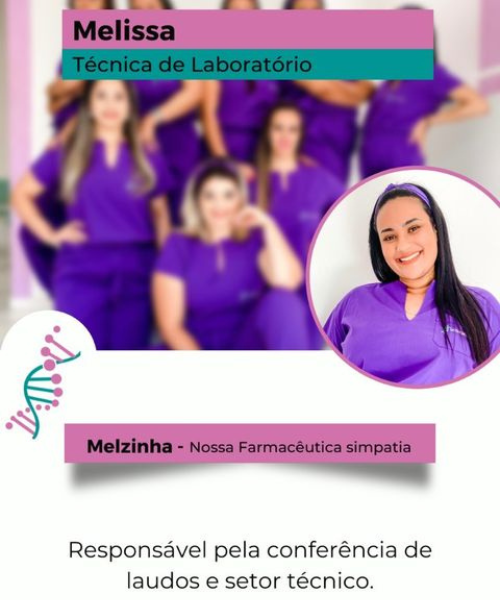 Melissa
Técnica de Laboratório
Melzinha - Nossa Farmacêutica simpatia
Responsável pela conferência de
laudos e setor técnico.